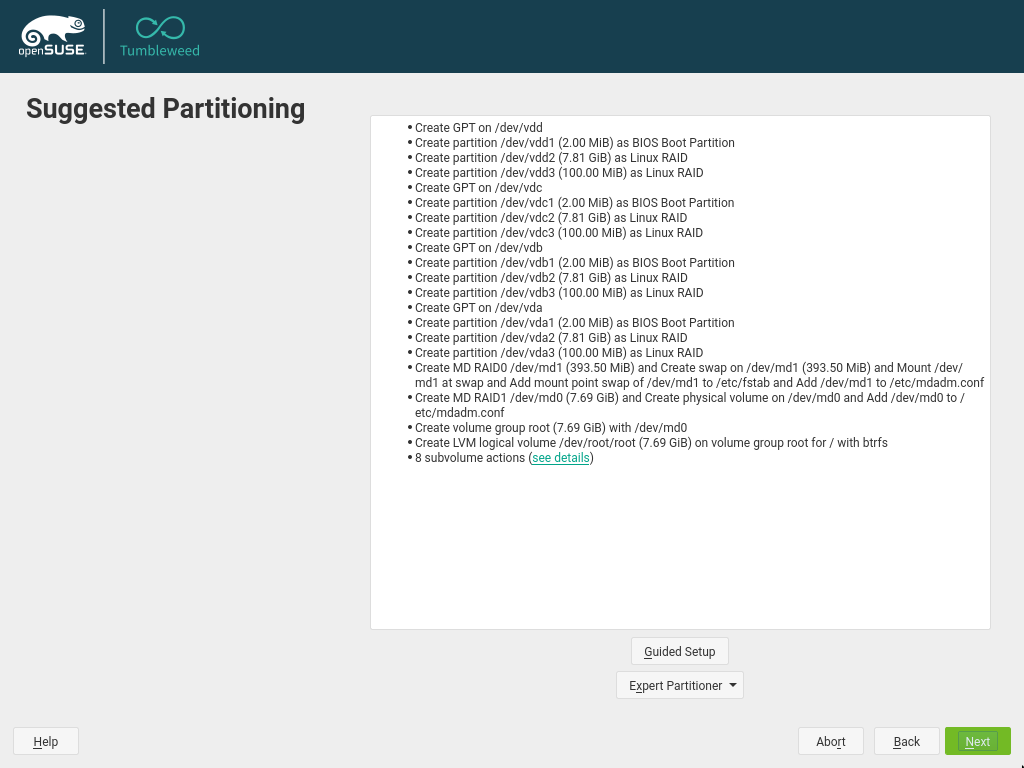 openSUSE
Tumbleweed
Suggested Partitioning
• Create GPT on /dev/vdd
• Create partition /dev/vdd1 (2.00 MiB) as BIOS Boot Partition
• Create partition /dev/vdd2 (7.81 GiB) as Linux RAID
• Create partition /dev/vdd3 (100.00 MiB) as Linux RAID
• Create GPT on /dev/vdc
• Create partition /dev/vdc1 (2.00 MiB) as BIOS Boot Partition
• Create partition /dev/vdc2 (7.81 GiB) as Linux RAID
• Create partition /dev/vdc3 (100.00 MiB) as Linux RAID
• Create GPT on /dev/vdb
• Create partition /dev/vdb1 (2.00 MiB) as BIOS Boot Partition
• Create partition /dev/vdb2 (7.81 GiB) as Linux RAID
• Create partition /dev/vdb3 (100.00 MiB) as Linux RAID
• Create GPT on /dev/vda
• Create partition /dev/vda1 (2.00 MiB) as BIOS Boot Partition
• Create partition /dev/vda2 (7.81 GiB) as Linux RAID
• Create partition /dev/vda3 (100.00 MiB) as Linux RAID
• Create MD RAID0 /dev/md1 (393.50 MiB) and Create swap on /dev/md1 (393.50 MiB) and Mount /dev/
md1 at swap and Add mount point swap of /dev/md1 to /etc/fstab and Add /dev/md1 to /etc/mdadm.conf
• Create MD RAID1 /dev/md0 (7.69 GiB) and Create physical volume on /dev/md0 and Add /dev/md0 to /
etc/mdadm.conf
• Create volume group root (7.69 GiB) with /dev/md0
• Create LVM logical volume /dev/root/root (7.69 GiB) on volume group root for / with btrfs
• 8 subvolume actions (see details)
Guided Setup
Expert Partitioner
Help
Abort
Back
Next